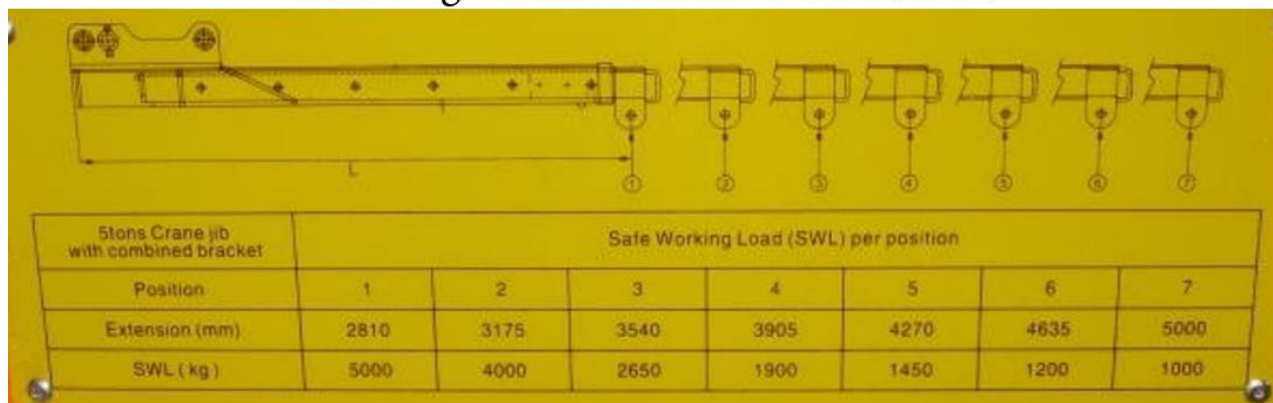 L
① ② ③ ④ ⑤ ⑥ ⑦
5tons Crane jib
with combined bracket
Safe Working Load (SWL) per position
Position 1 2 3 4 5 6 7
Extension (mm) 2810 3175 3540 3905 4270 4635 5000
SWL (kg) 5000 4000 2650 1900 1450 1200 1000